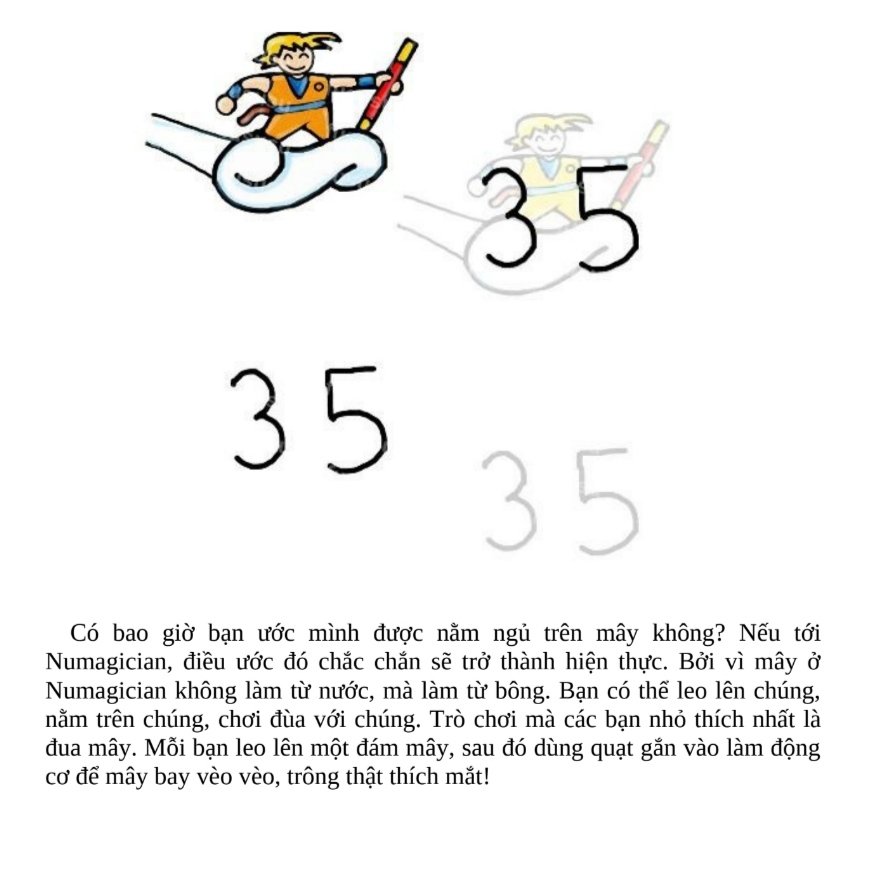 35
35
35
Có bao giờ bạn ước mình được nằm ngủ trên mây không? Nếu tới
Numagician, điều ước đó chắc chắn sẽ trở thành hiện thực. Bởi vì mây ở
Numagician không làm từ nước, mà làm từ bông. Bạn có thể leo lên chúng,
nằm trên chúng, chơi đùa với chúng. Trò chơi mà các bạn nhỏ thích nhất là
đua mây. Mỗi bạn leo lên một đám mây, sau đó dùng quạt gắn vào làm động
cơ để mây bay vèo vèo, trông thật thích mắt!